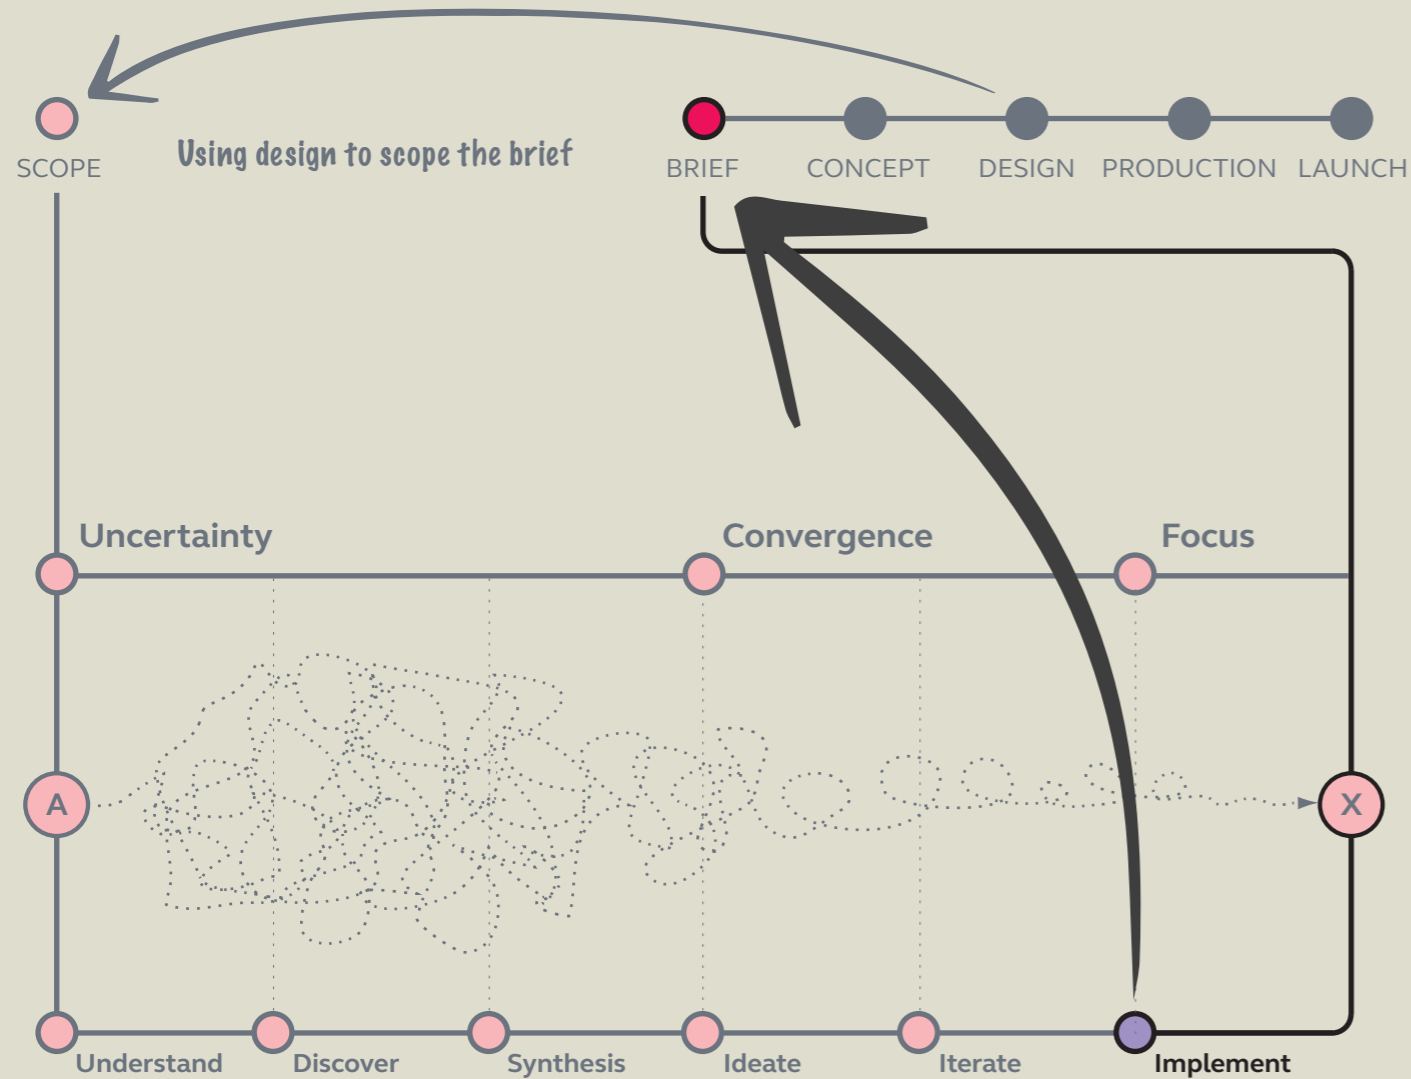 SCOPE
Using design to scope the brief
BRIEF
CONCEPT
DESIGN
PRODUCTION
LAUNCH
Uncertainty
Convergence
Focus
A
X
Understand
Discover
Synthesis
Ideate
Iterate
Implement